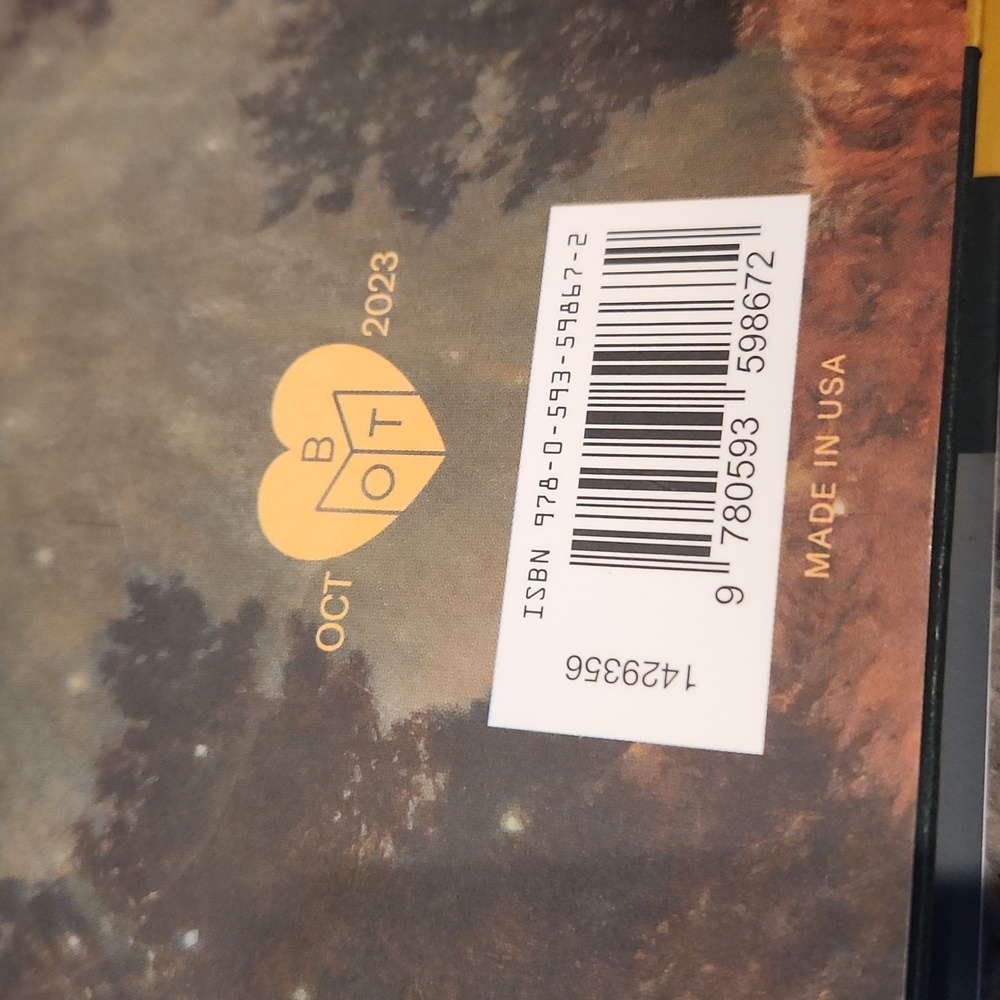 OCT
B
O T
2023
ISBN 978-0-593-59867-2
9 780593 598672
1429356
MADE IN USA